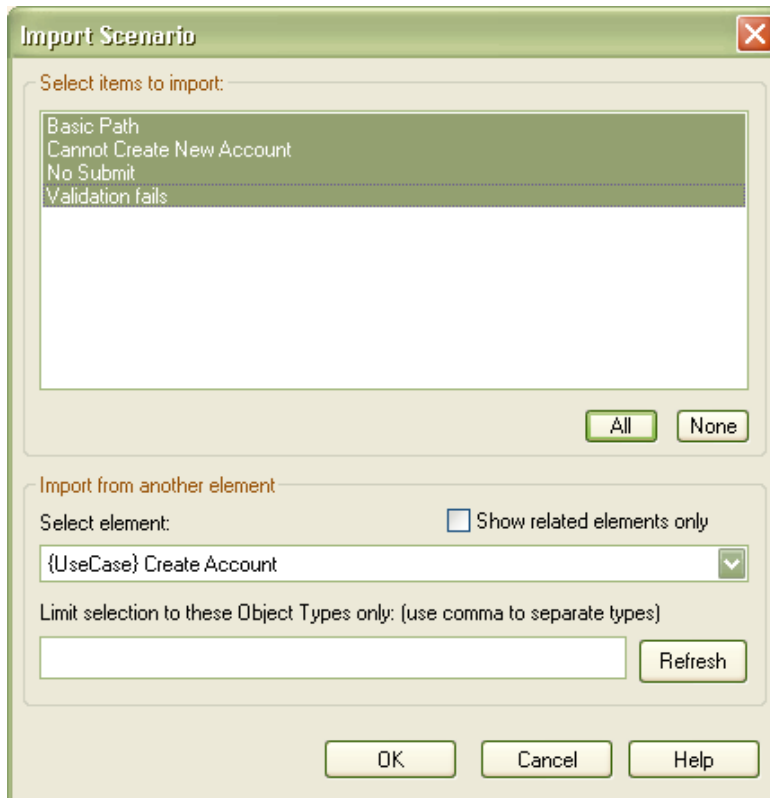 Import Scenario
Select items to import:
Basic Path
Cannot Create New Account
No Submit
Validation fails
All None
Import from another element
Select element: Show related elements only
{UseCase} Create Account
Limit selection to these Object Types only: (use comma to separate types)
Refresh
OK Cancel Help